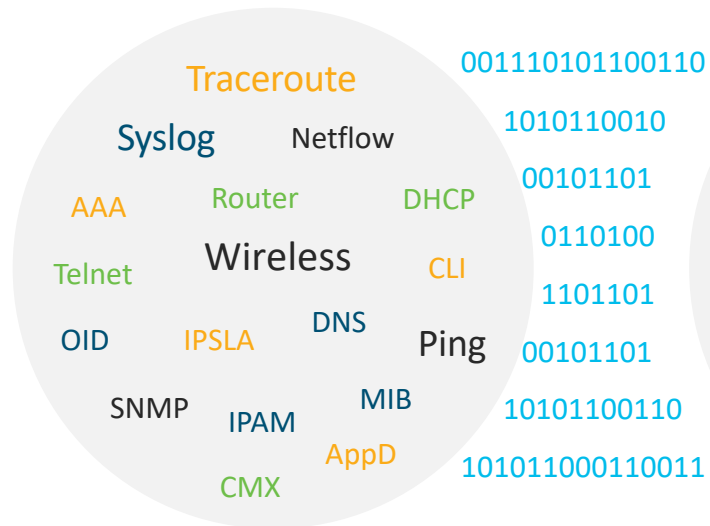 Traceroute
Syslog Netflow
AAA Router DHCP
Wireless
Telnet CLI
OID IPSLA DNS Ping
SNMP IPAM MIB
AppD
CMX
001110101100110
1010110010
00101101
0110100
1101101
00101101
10101100110
101011000110011